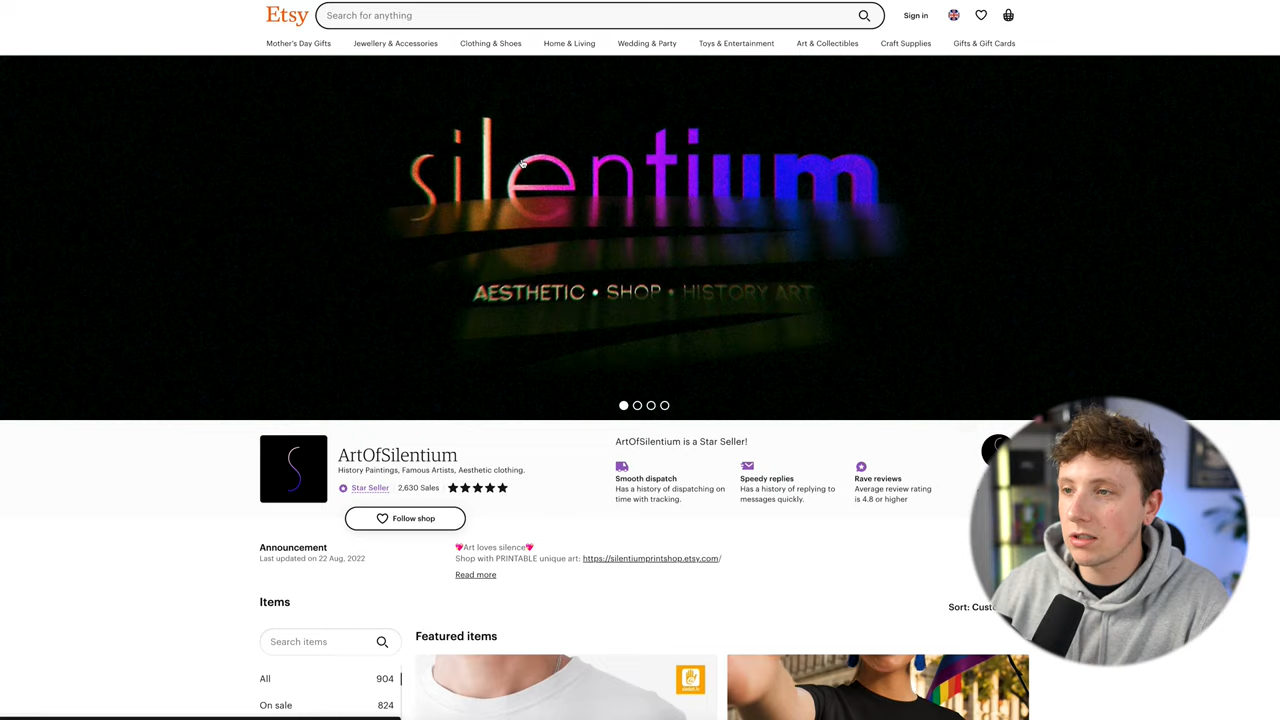 Etsy
Search for anything
Sign in
Mother's Day Gifts
Jewellery & Accessories
Clothing & Shoes
Home & Living
Wedding & Party
Toys & Entertainment
Art & Collectibles
Craft Supplies
Gifts & Gift Cards
silentium
AESTHETIC • SHOP • HISTORY ART
ArtOfSilentium
History Paintings, Famous Artists, Aesthetic clothing.
Star Seller
2,630 Sales
Follow shop
ArtOfSilentium is a Star Seller!
Smooth dispatch
Has a history of dispatching on
time with tracking.
Speedy replies
Has a history of replying to
messages quickly.
Rave reviews
Average review rating
is 4.8 or higher
Announcement
Last updated on 22 Aug, 2022
💘Art loves silence💘
Shop with PRINTABLE unique art: https://silentiumprintshop.etsy.com/
Read more
Items
Sort: Custo
Search items
Featured items
All 904
On sale 824